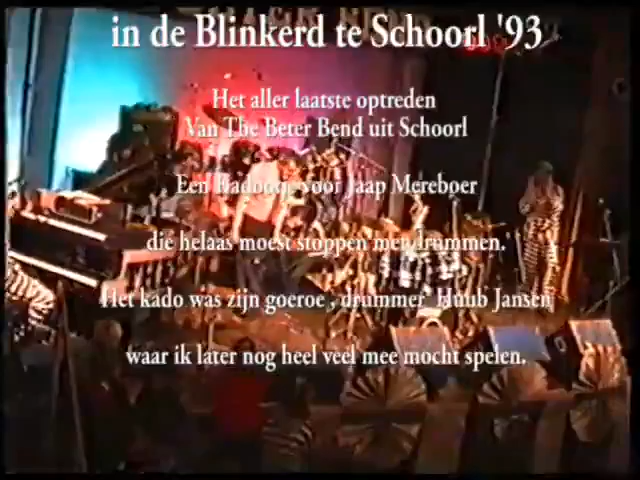 in de Blinkerd te Schoorl '93
Het aller laatste optreden
Van The Beter Bend uit Schoorl
Een Kadootje voor Jaap Mereboer
die helaas moest stoppen met drummen.
Het kado was zijn goeroe , drummer Huub Jansen
waar ik later nog heel veel mee mocht spelen.